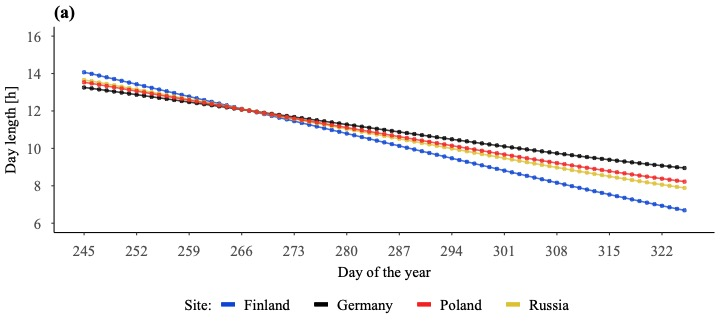 (a)
16
14
12
10
8
6
Day length [h]
245 252 259 266 273 280 287 294 301 308 315 322
Day of the year
Site: Finland Germany Poland Russia